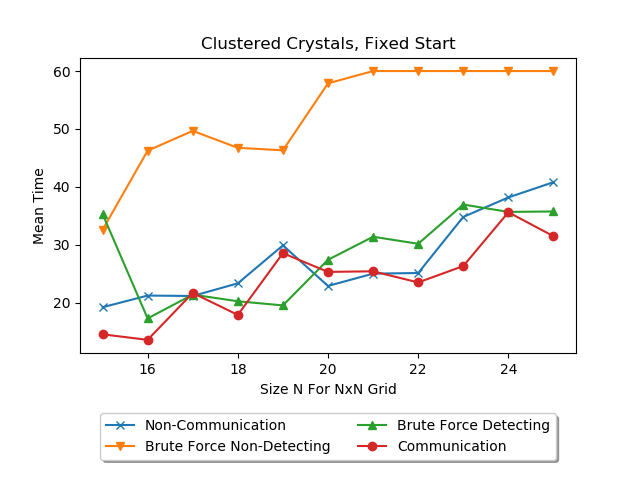 Clustered Crystals, Fixed Start
60
50
40
30
20
Mean Time
16 18 20 22 24
Size N For NxN Grid
Non-Communication
Brute Force Non-Detecting
Brute Force Detecting
Communication